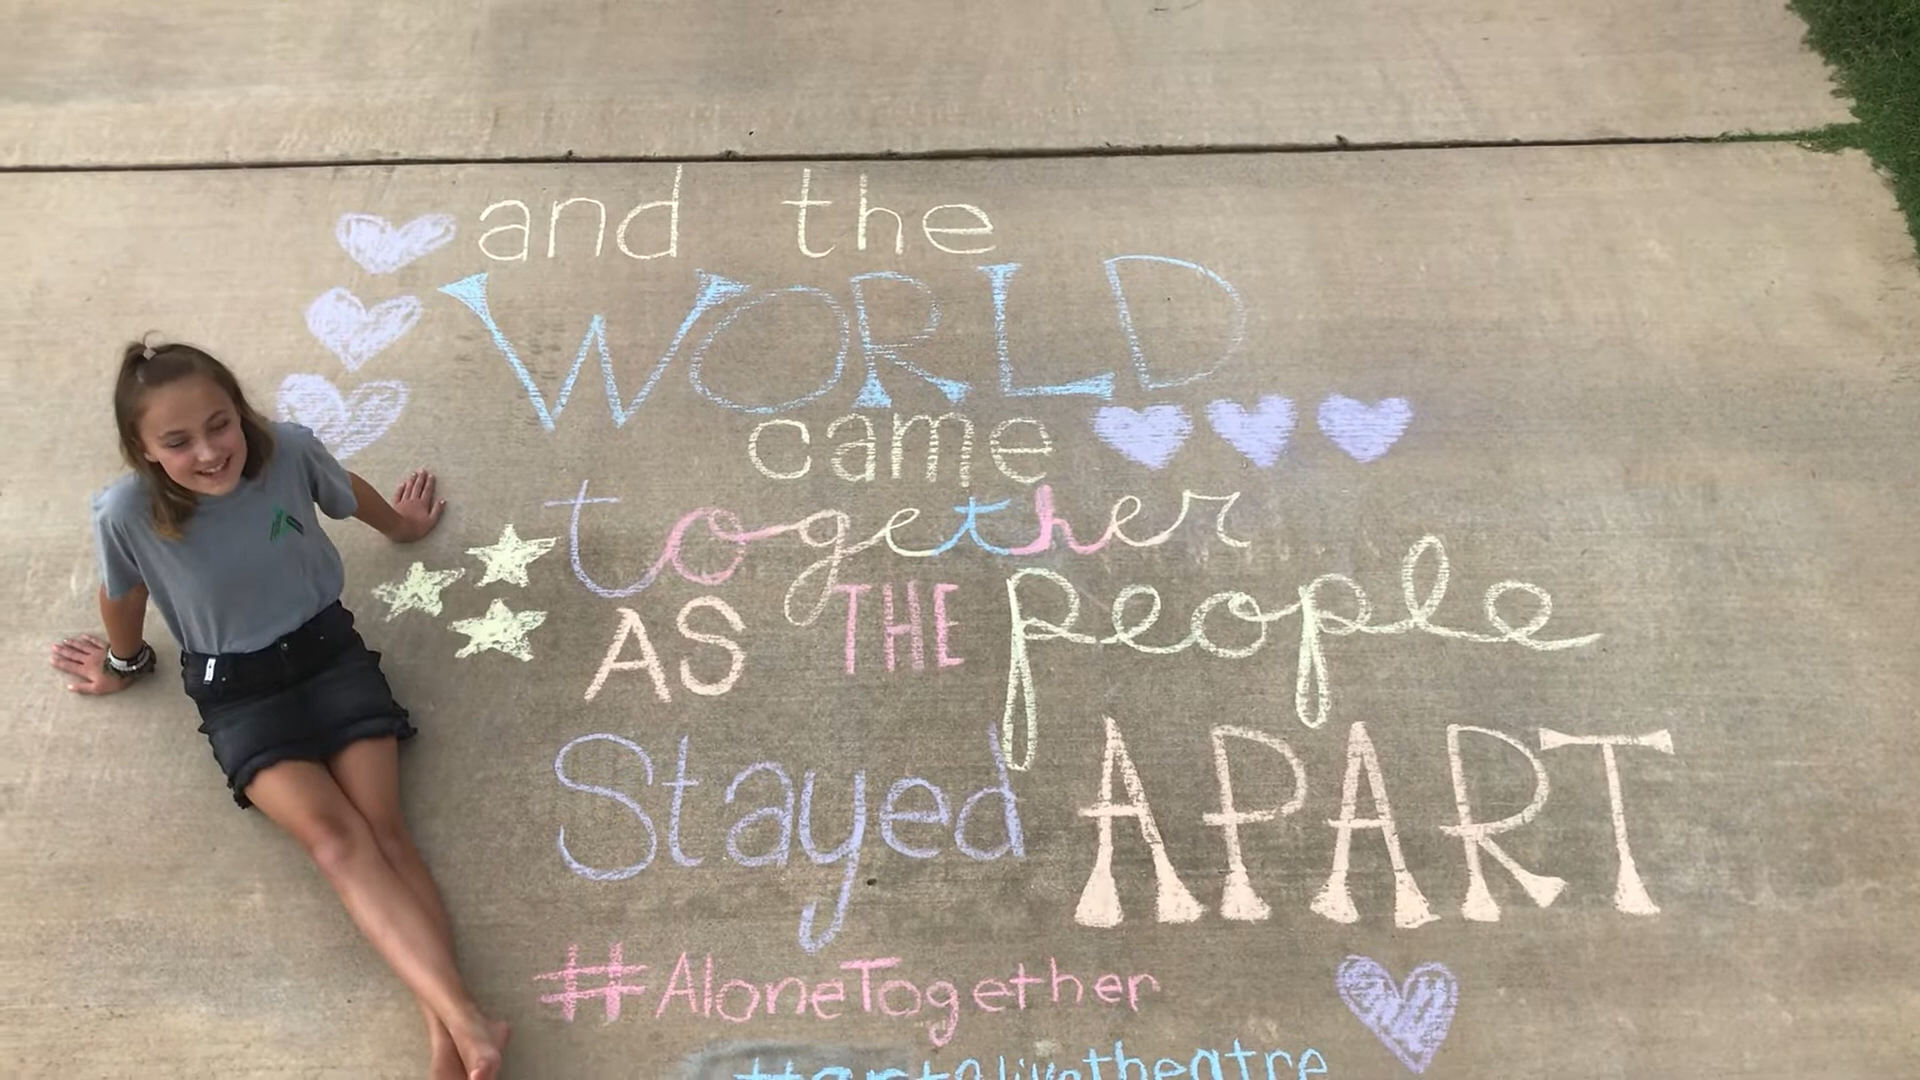 and the
WORLD
came
together
AS THE people
Stayed APART
#AloneTogether